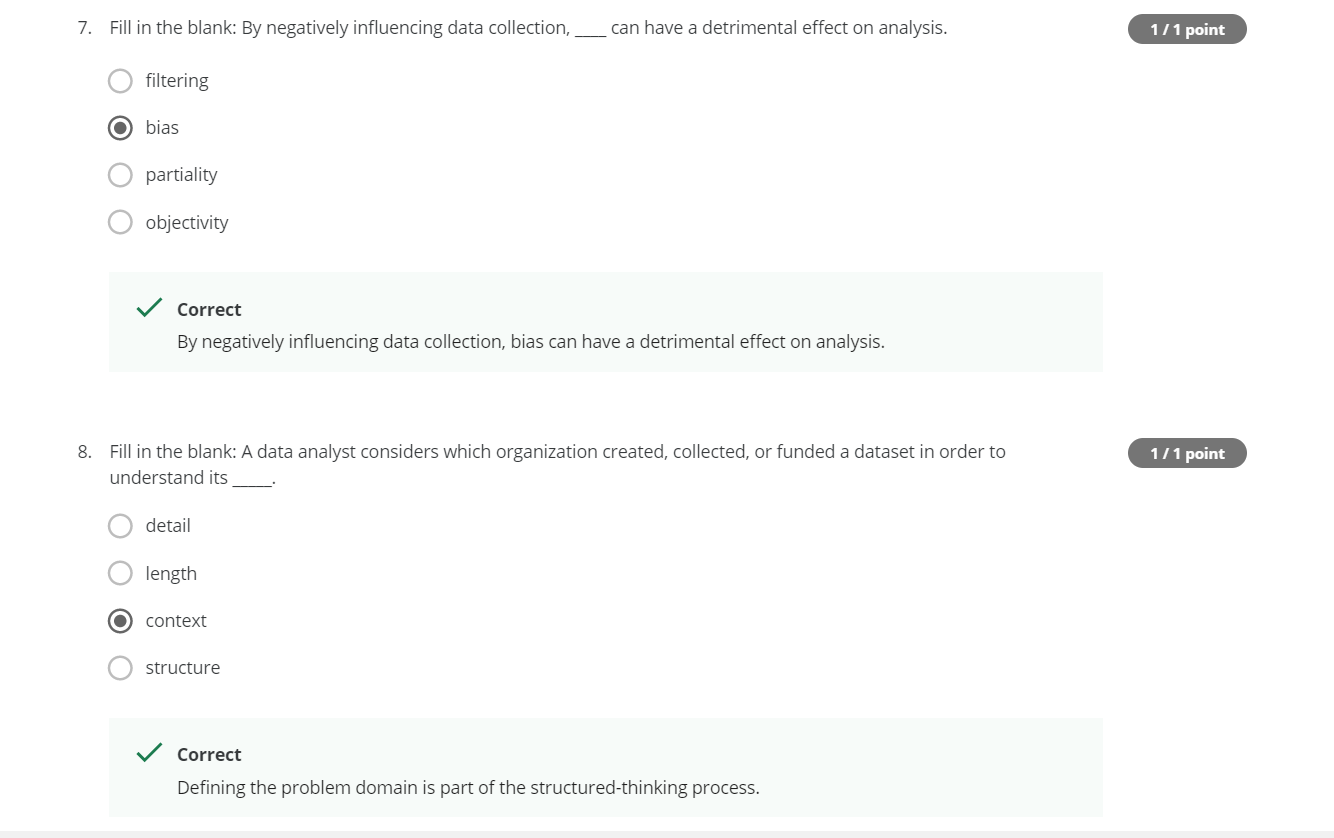 7. Fill in the blank: By negatively influencing data collection, ____ can have a detrimental effect on analysis.
1 / 1 point
filtering
bias
partiality
objectivity
Correct
By negatively influencing data collection, bias can have a detrimental effect on analysis.
8. Fill in the blank: A data analyst considers which organization created, collected, or funded a dataset in order to
understand its _____.
1 / 1 point
detail
length
context
structure
Correct
Defining the problem domain is part of the structured-thinking process.